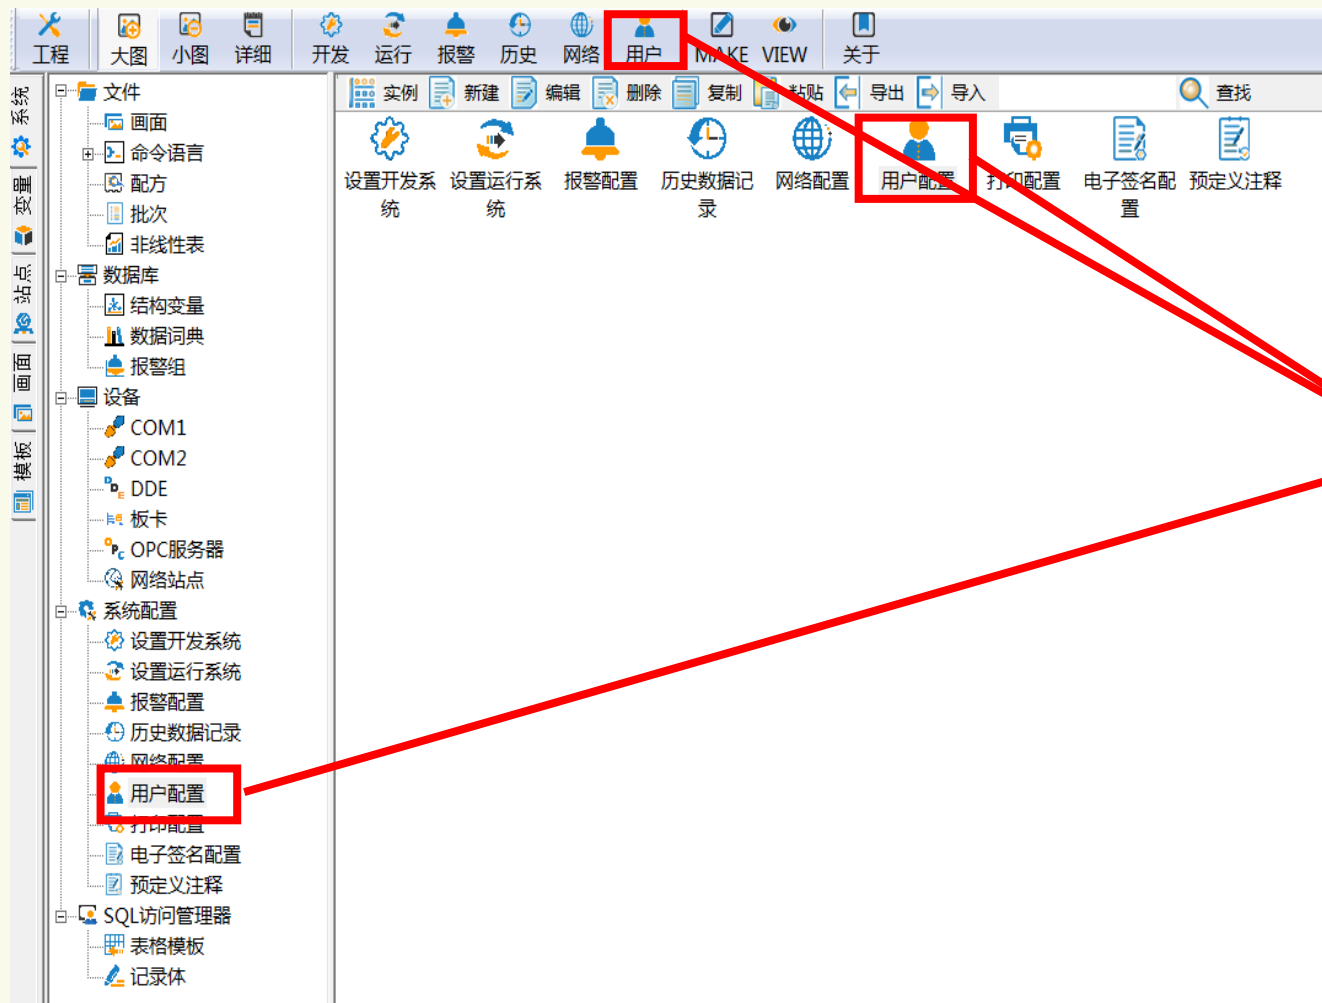 工程 大图 小图 详细 开发 运行 报警 历史 网络 用户 MAKE VIEW 关于
系统
变量
站点
画面
模板
文件
画面
命令语言
配方
批次
非线性表
数据库
结构变量
数据词典
报警组
设备
COM1
COM2
DDE
板卡
OPC服务器
网络站点
系统配置
设置开发系统
设置运行系统
报警配置
历史数据记录
网络配置
用户配置
打印配置
电子签名配置
预定义注释
SQL访问管理器
表格模板
记录体
实例 新建 编辑 删除 复制 粘贴 导出 导入 查找
设置开发系 设置运行系 报警配置 历史数据记 网络配置 用户配置 打印配置 电子签名配 预定义注释
统 统 录 置